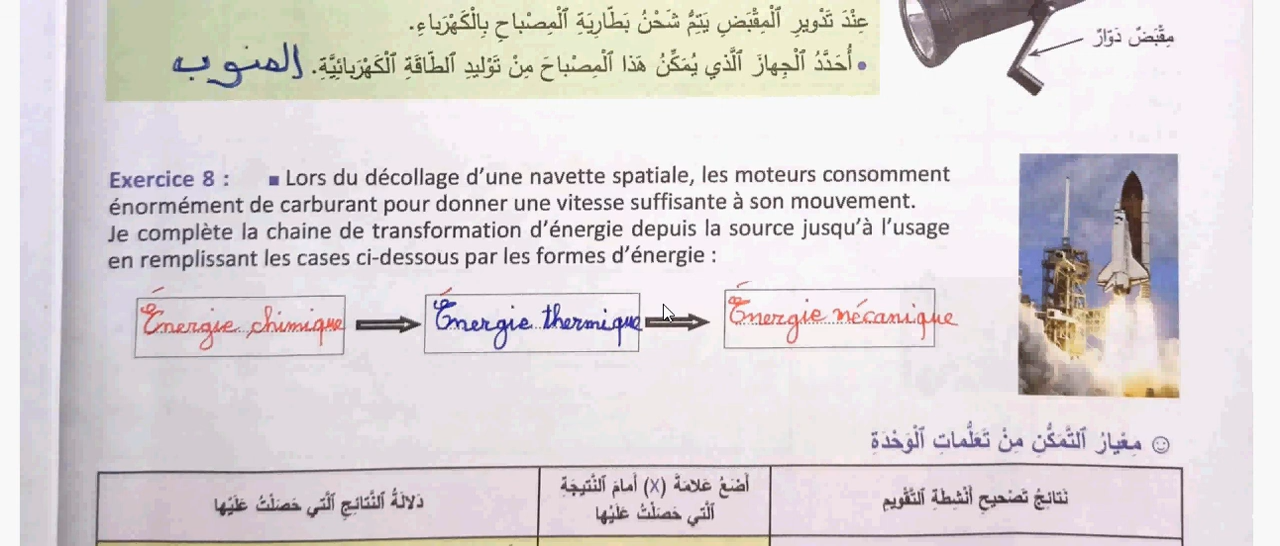 عِنْدَ تَدْوِيرِ ٱلْمِقْبَضِ يَتِمُّ شَحْنُ بَطَّارِيَةِ ٱلْمِصْبَاحِ بِالْكَهْرَبَاءِ.
مِقْبَضٌ دَوَّارٌ
• أُحَدِّدُ ٱلْجِهَازَ ٱلَّذِي يُمَكِّنُ هَذَا ٱلْمِصْبَاحَ مِنْ تَوْلِيدِ ٱلطَّاقَةِ ٱلْكَهْرَبَائِيَّةِ. المنوب
Exercice 8 : ■ Lors du décollage d’une navette spatiale, les moteurs consomment
énormément de carburant pour donner une vitesse suffisante à son mouvement.
Je complète la chaine de transformation d’énergie depuis la source jusqu’à l’usage
en remplissant les cases ci-dessous par les formes d’énergie :
Énergie chimique Énergie thermique Énergie mécanique
☺ مِعْيَارُ ٱلتَّمَكُّنِ مِنْ تَعَلُّمَاتِ ٱلْوَحْدَةِ
نَتَائِجُ تَصْحِيحِ أَنْشِطَةِ ٱلتَّقْوِيمِ
أَضَعُ عَلَامَةَ (X) أَمَامَ ٱلنَّتِيجَةِ
ٱلَّتِي حَصَلْتُ عَلَيْهَا
دَلَالَةُ ٱلنَّتَائِجِ ٱلَّتِي حَصَلْتُ عَلَيْهَا